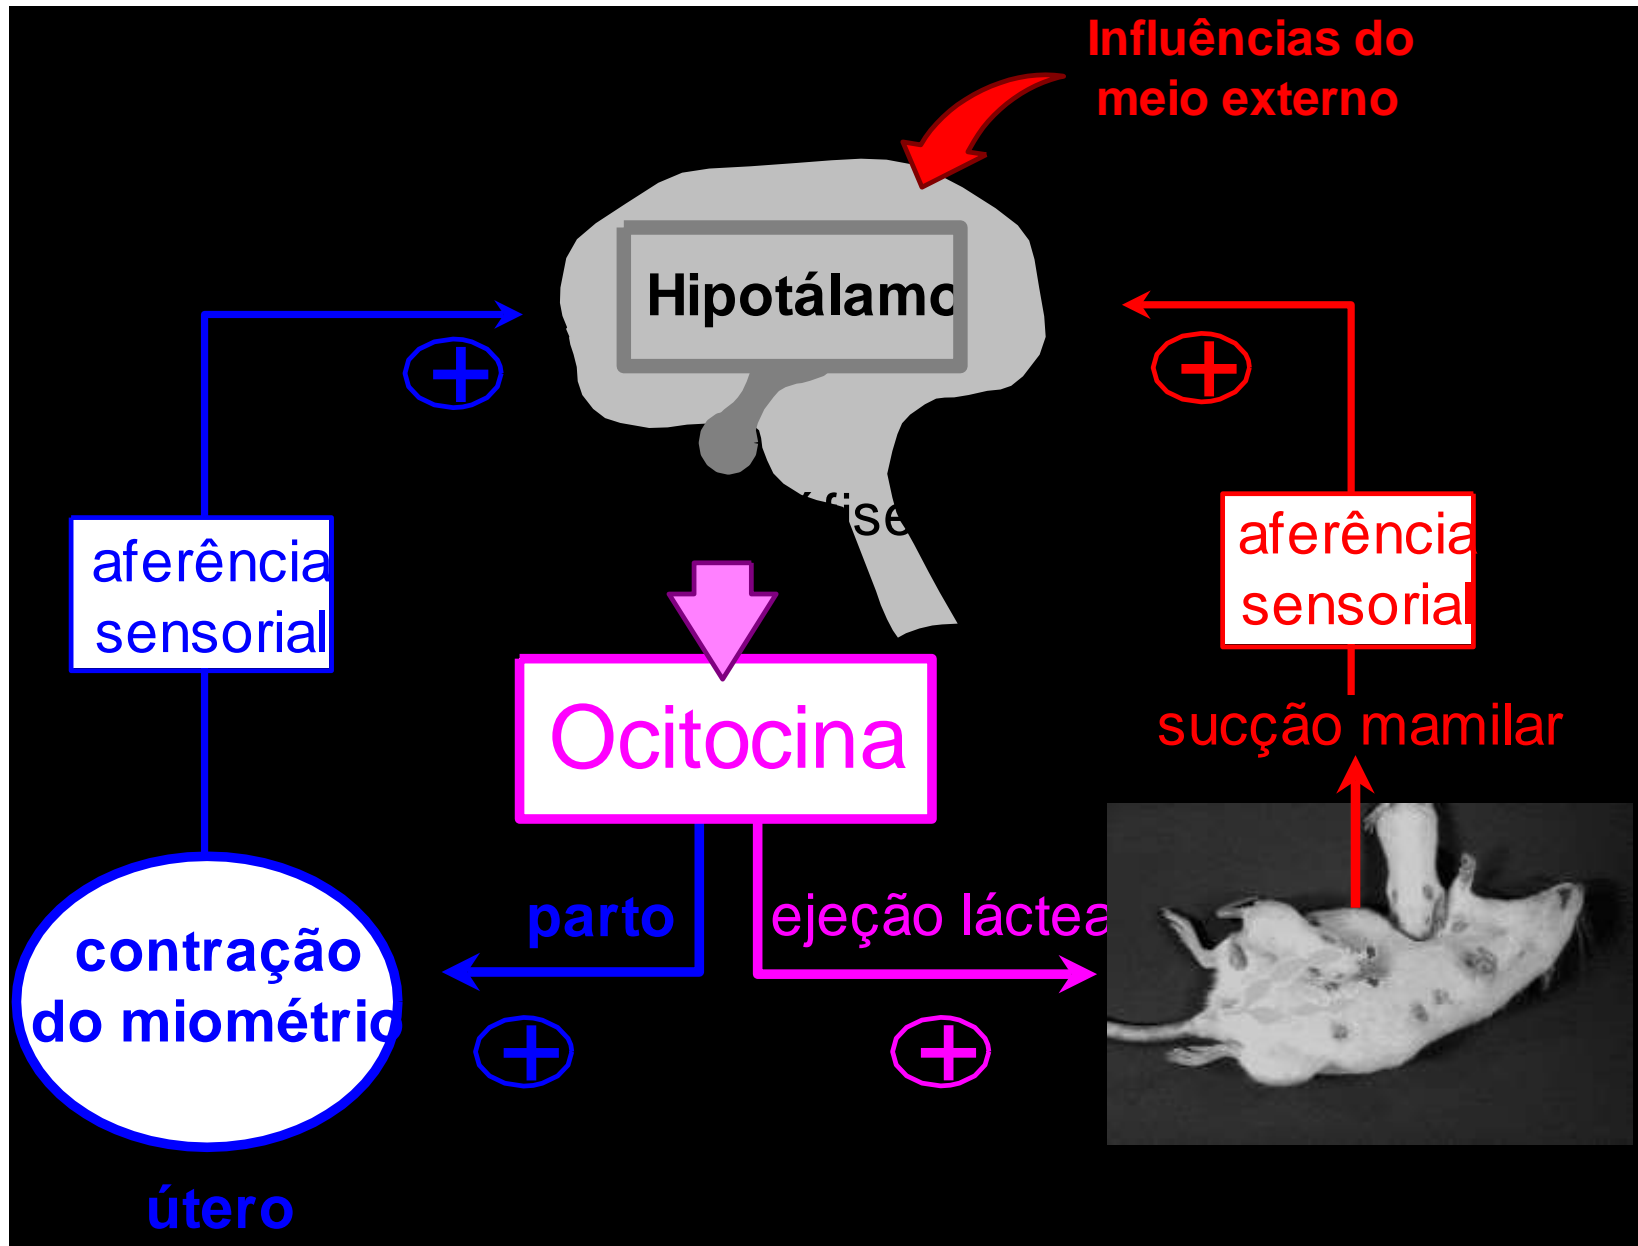 Influências do
meio externo
Hipotálamo
aferência
sensorial
aferência
sensorial
Ocitocina
sucção mamilar
parto
ejeção láctea
contração
do miométrio
útero